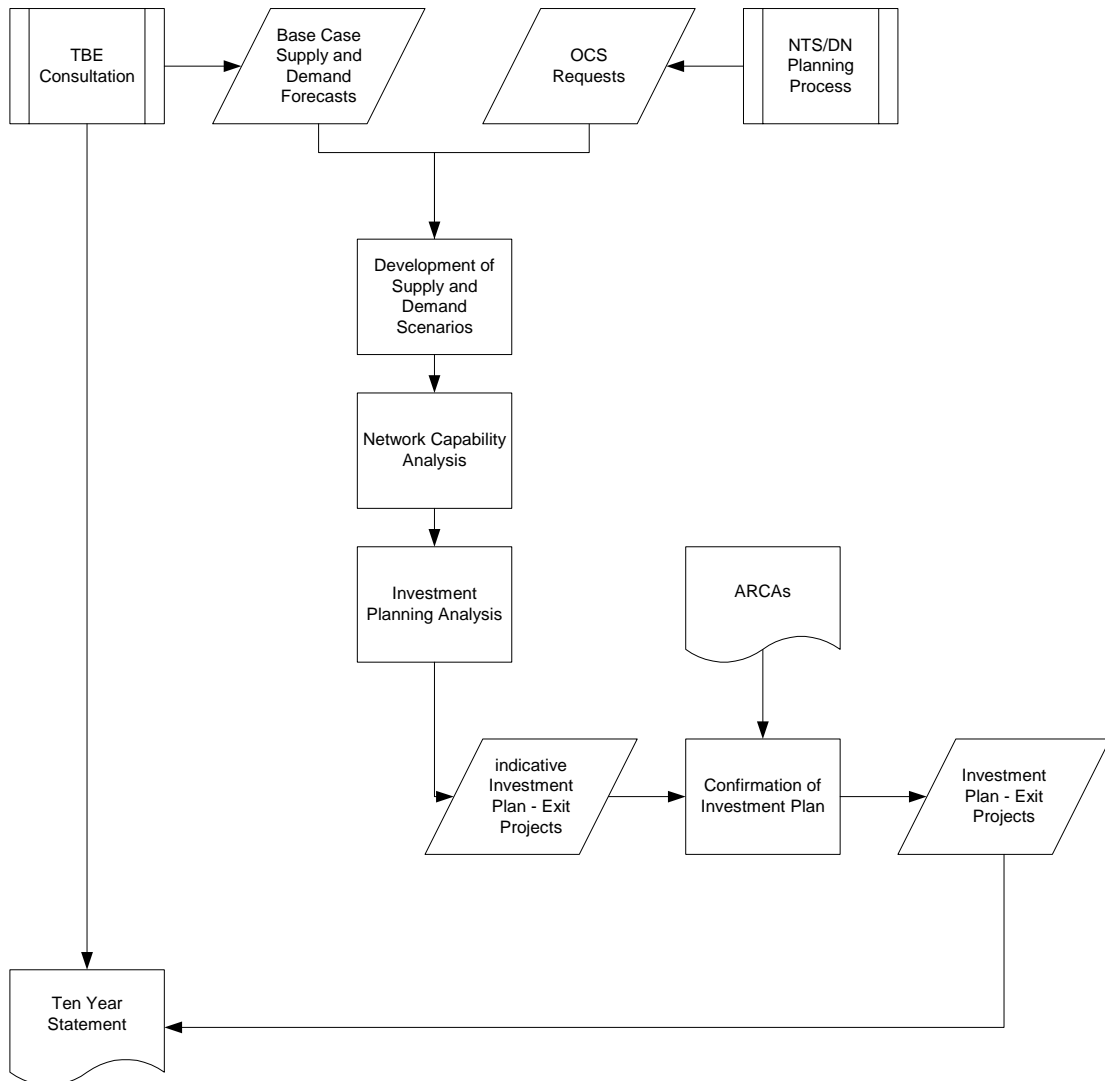 TBE
Consultation
Base Case
Supply and
Demand
Forecasts
OCS
Requests
NTS/DN
Planning
Process
Development of
Supply and
Demand
Scenarios
Network Capability
Analysis
Investment
Planning Analysis
ARCAs
indicative
Investment
Plan - Exit
Projects
Confirmation of
Investment Plan
Investment
Plan - Exit
Projects
Ten Year
Statement